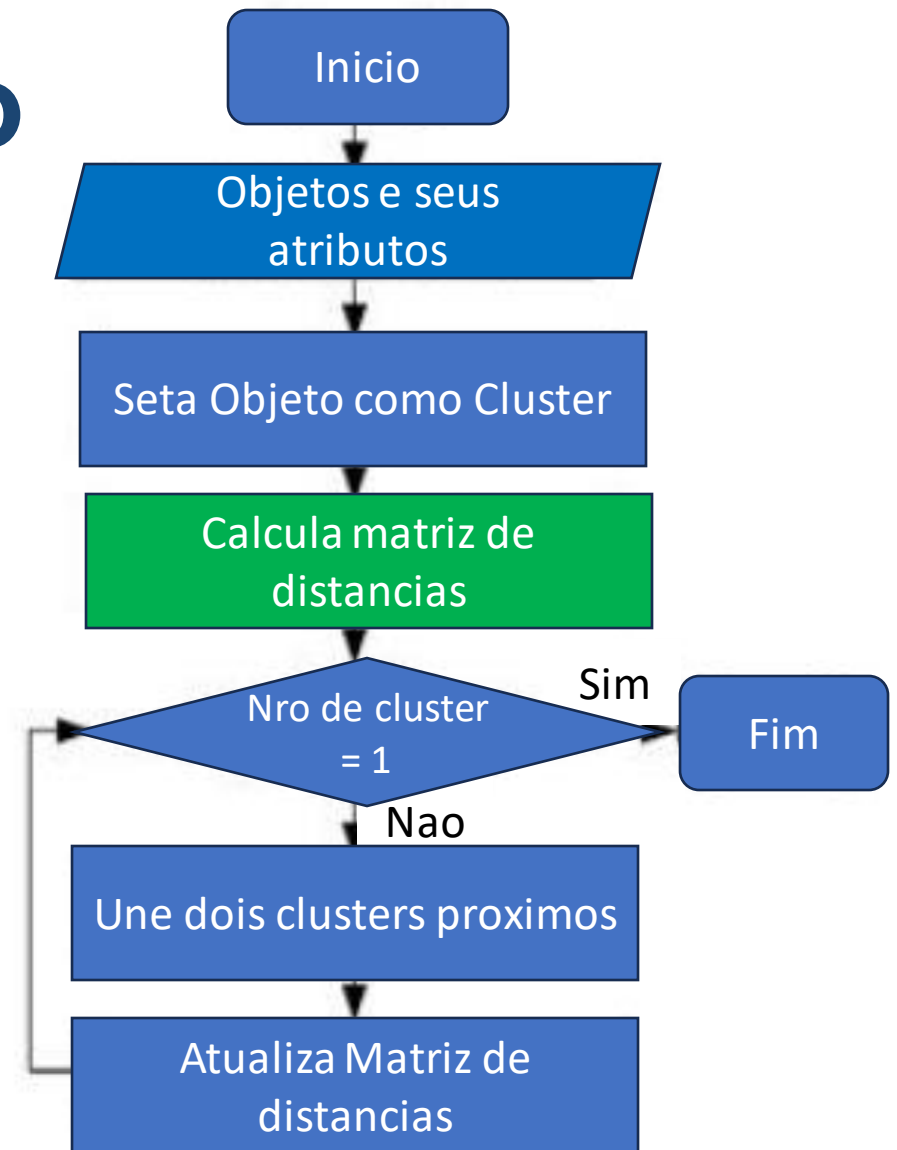 Inicio
Objetos e seus
atributos
Seta Objeto como Cluster
Calcula matriz de
distancias
Nro de cluster
= 1
Sim
Fim
Nao
Une dois clusters proximos
Atualiza Matriz de
distancias